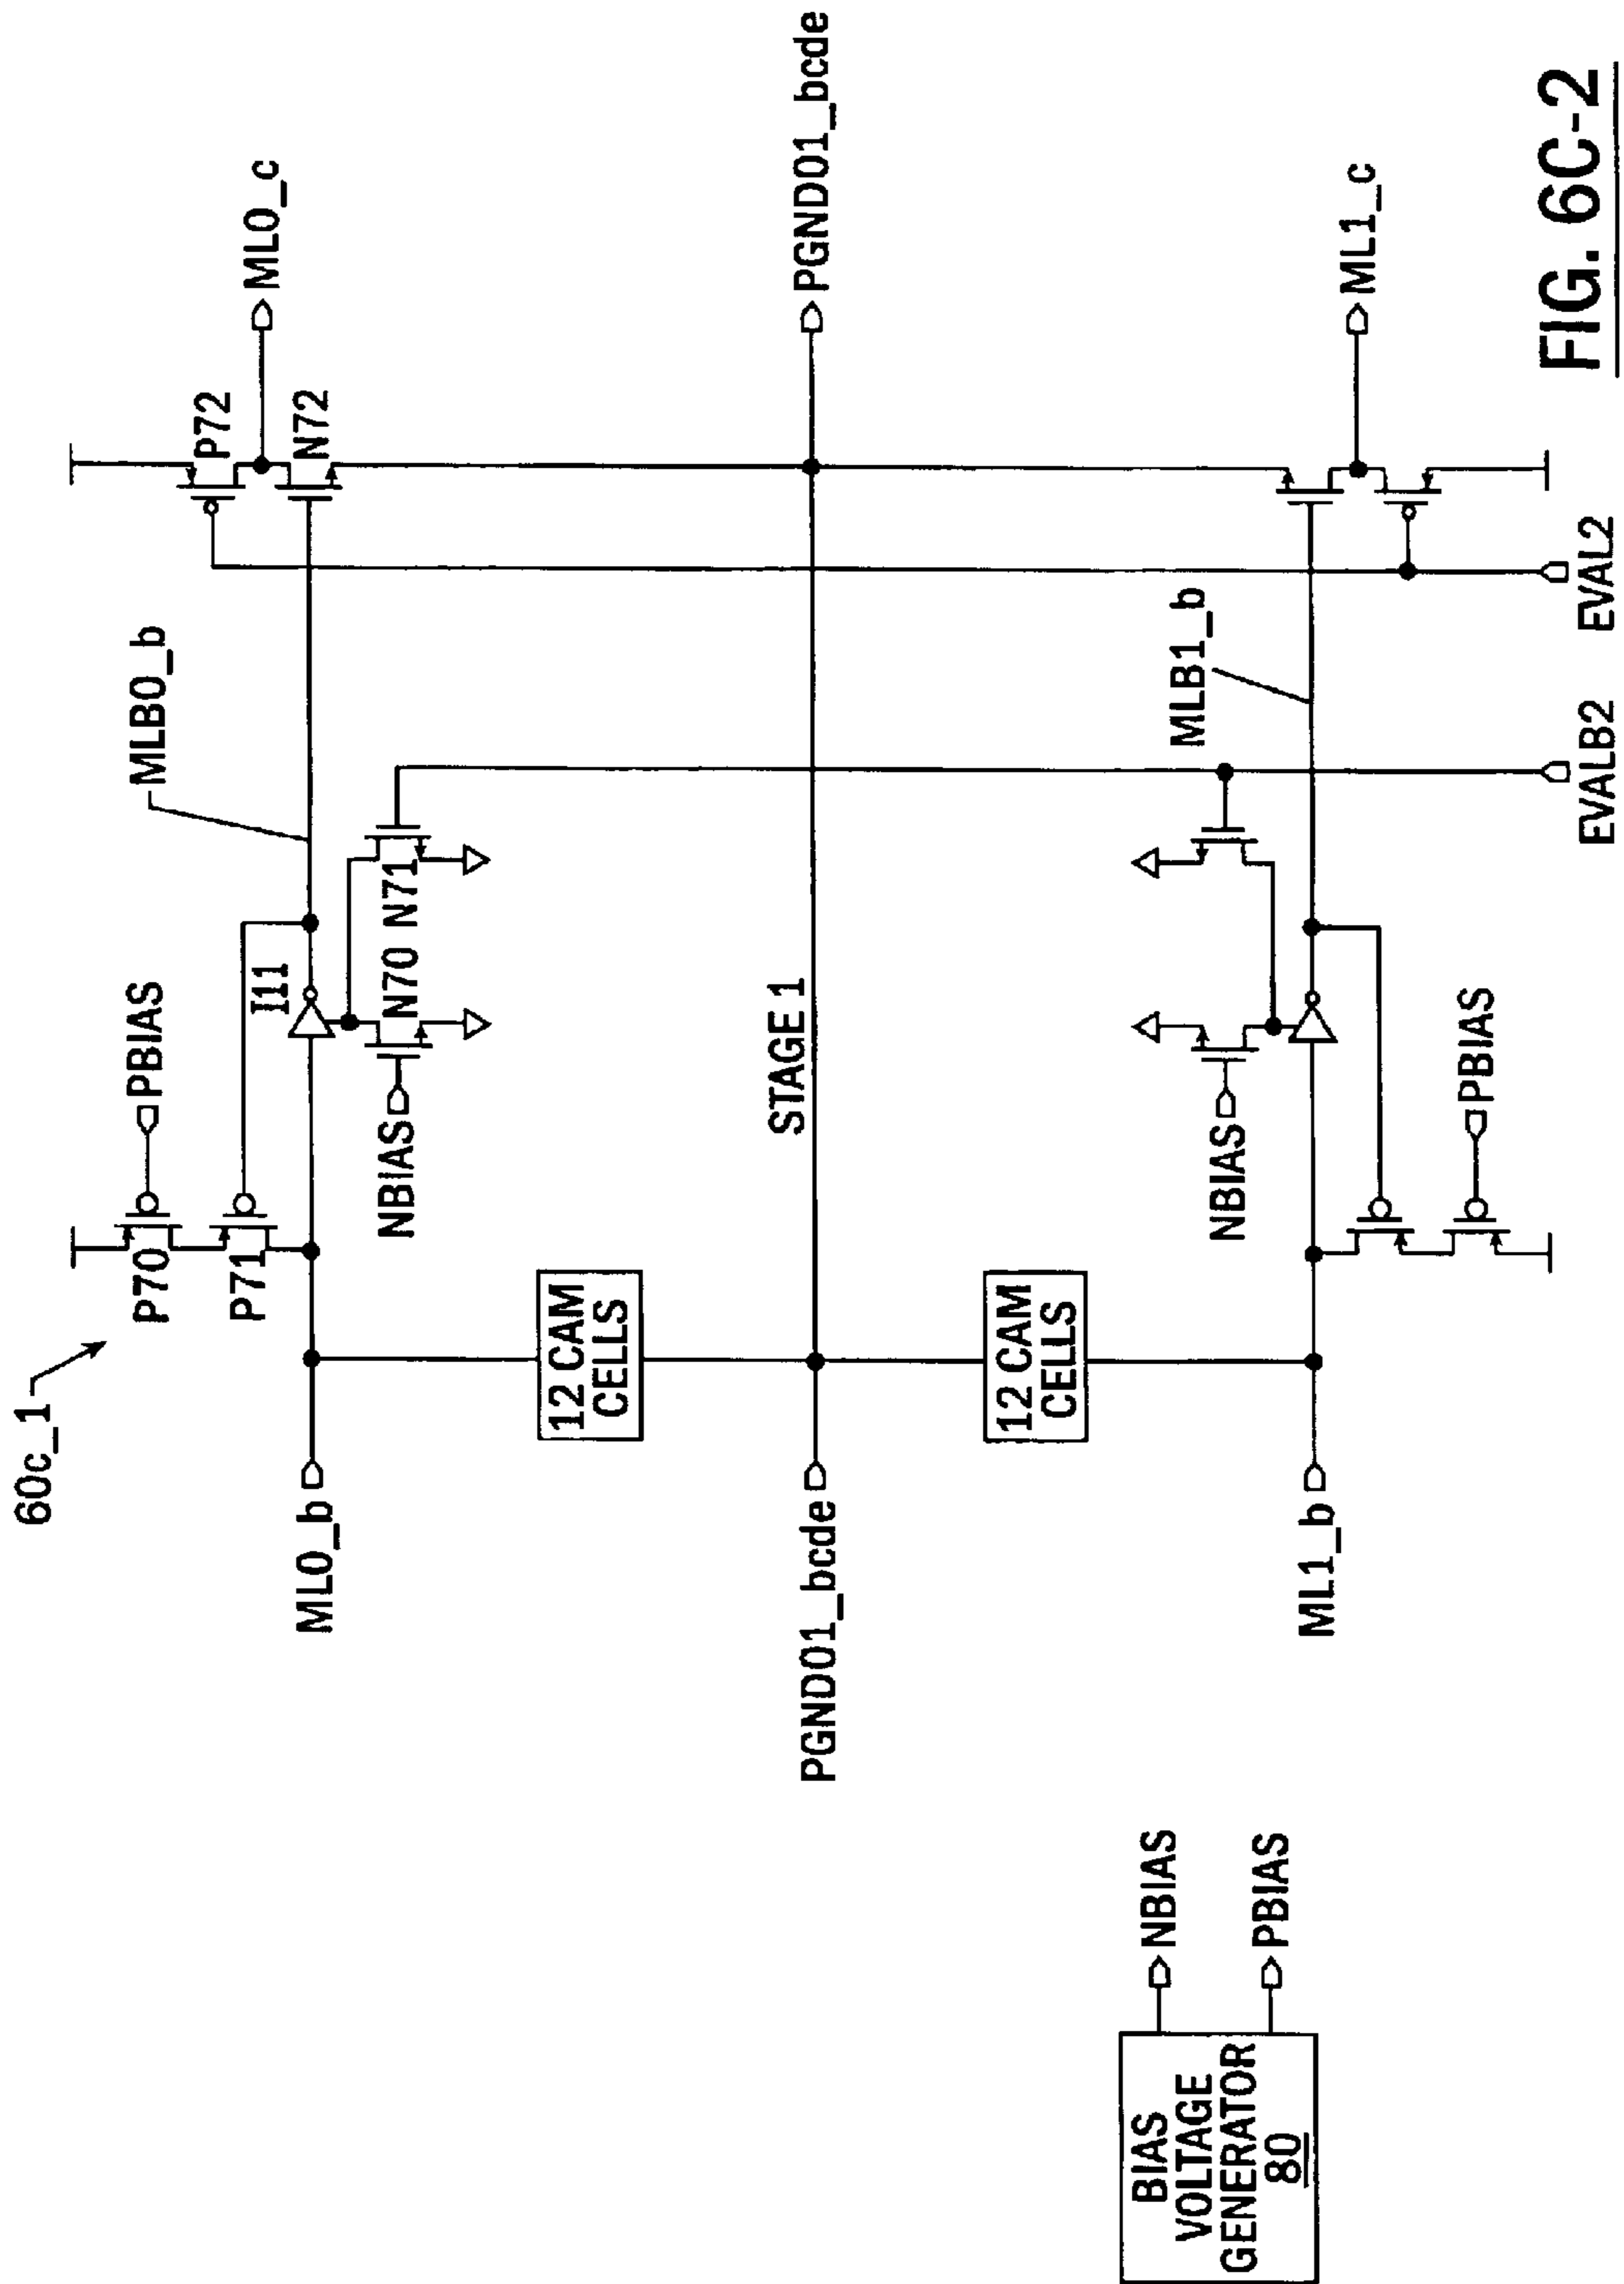 60c_1
P70
PBIAS
P71
I11
MLB0_b
P72
ML0_c
N72
ML0_b
NBIAS
N70 N71
12 CAM
CELLS
PGND01_bcde
STAGE 1
PGND01_bcde
12 CAM
CELLS
NBIAS
MLB1_b
ML1_b
ML1_c
PBIAS
EVALB2
EVAL2
BIAS
VOLTAGE
GENERATOR
80
NBIAS
PBIAS
FIG. 6C-2